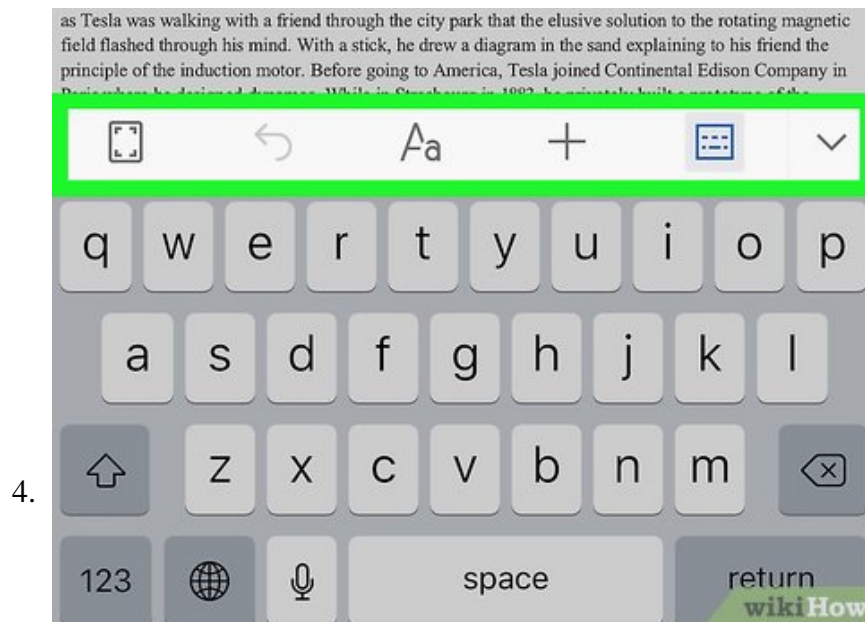 as Tesla was walking with a friend through the city park that the elusive solution to the rotating magnetic
field flashed through his mind. With a stick, he drew a diagram in the sand explaining to his friend the
principle of the induction motor. Before going to America, Tesla joined Continental Edison Company in
Aa
q w e r t y u i o p
a s d f g h j k l
4.
z x c v b n m
123 space return
wikiHow